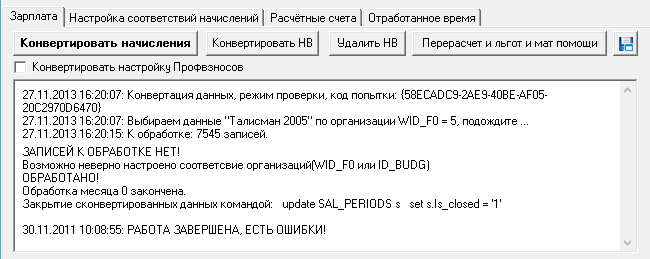 Зарплата Настройка соответствий начислений Расчётные счета Отработанное время
Конвертировать начисления Конвертировать НВ Удалить НВ Перерасчет и льгот и мат помощи
Конвертировать настройку Профвзносов
27.11.2013 16:20:07: Конвертация данных, режим проверки, код попытки: {58ECADC9-2AE9-40BE-AF05-
20C2970D6470}
27.11.2013 16:20:07: Выбираем данные "Талисман 2005" по организации WID_F0 = 5, подождите ...
27.11.2013 16:20:15: К обработке: 7545 записей.
ЗАПИСЕЙ К ОБРАБОТКЕ НЕТ!
Возможно неверно настроено соответсвие организаций(WID_F0 или ID_BUDG)
ОБРАБОТАНО!
Обработка месяца 0 закончена.
Закрытие сконвертированных данных командой: update SAL_PERIODS s set s.Is_closed = '1'
30.11.2011 10:08:55: РАБОТА ЗАВЕРШЕНА, ЕСТЬ ОШИБКИ!